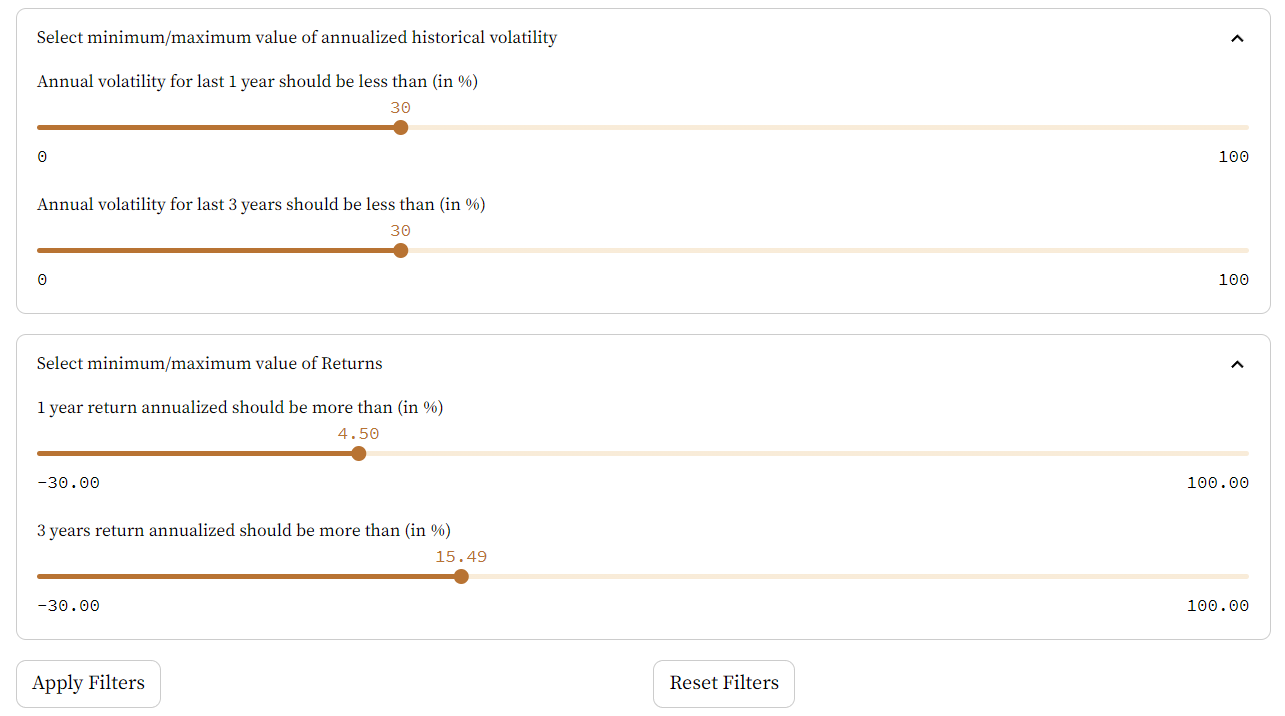 Select minimum/maximum value of annualized historical volatility
Annual volatility for last 1 year should be less than (in %)
30
0 100
Annual volatility for last 3 years should be less than (in %)
30
0 100
Select minimum/maximum value of Returns
1 year return annualized should be more than (in %)
4.50
-30.00 100.00
3 years return annualized should be more than (in %)
15.49
-30.00 100.00
Apply Filters Reset Filters